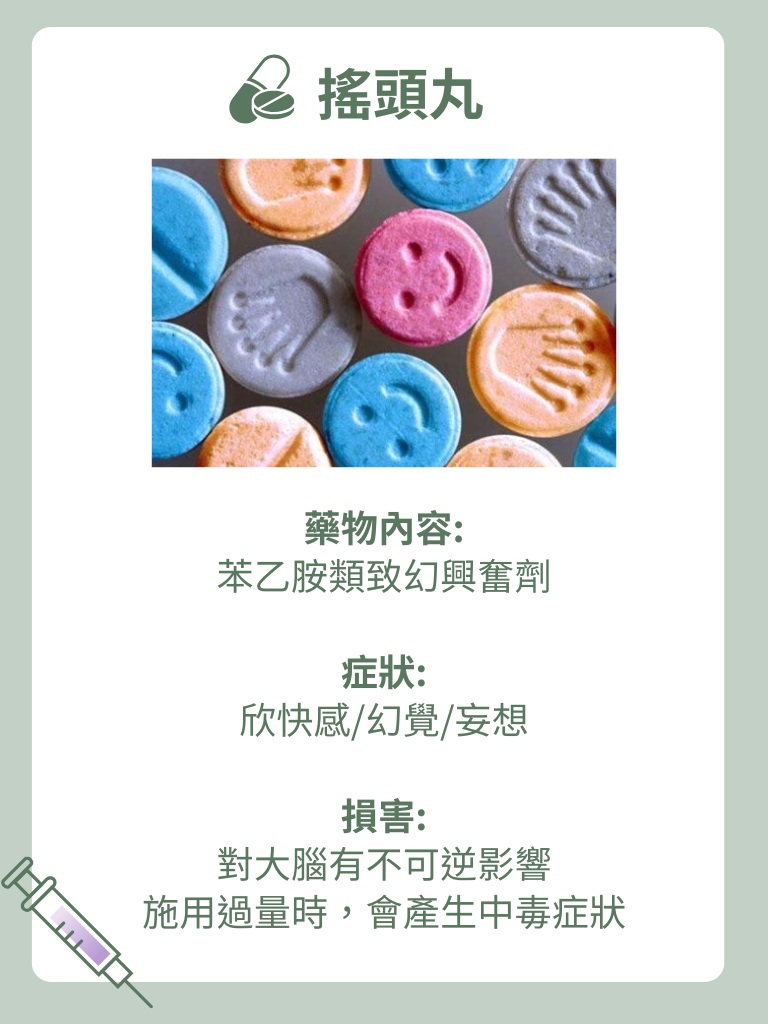 搖頭丸
藥物內容:
苯乙胺類致幻興奮劑
症狀:
欣快感/幻覺/妄想
損害:
對大腦有不可逆影響
施用過量時，會產生中毒症狀